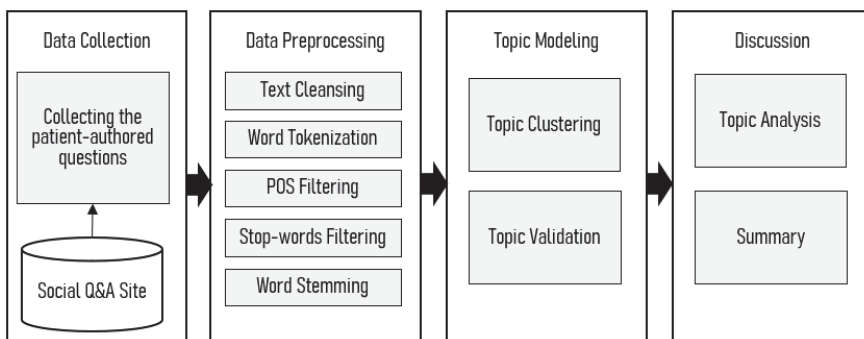 Data Collection
Collecting the
patient-authored
questions
Social Q&A Site
Data Preprocessing
Text Cleansing
Word Tokenization
POS Filtering
Stop-words Filtering
Word Stemming
Topic Modeling
Topic Clustering
Topic Validation
Discussion
Topic Analysis
Summary